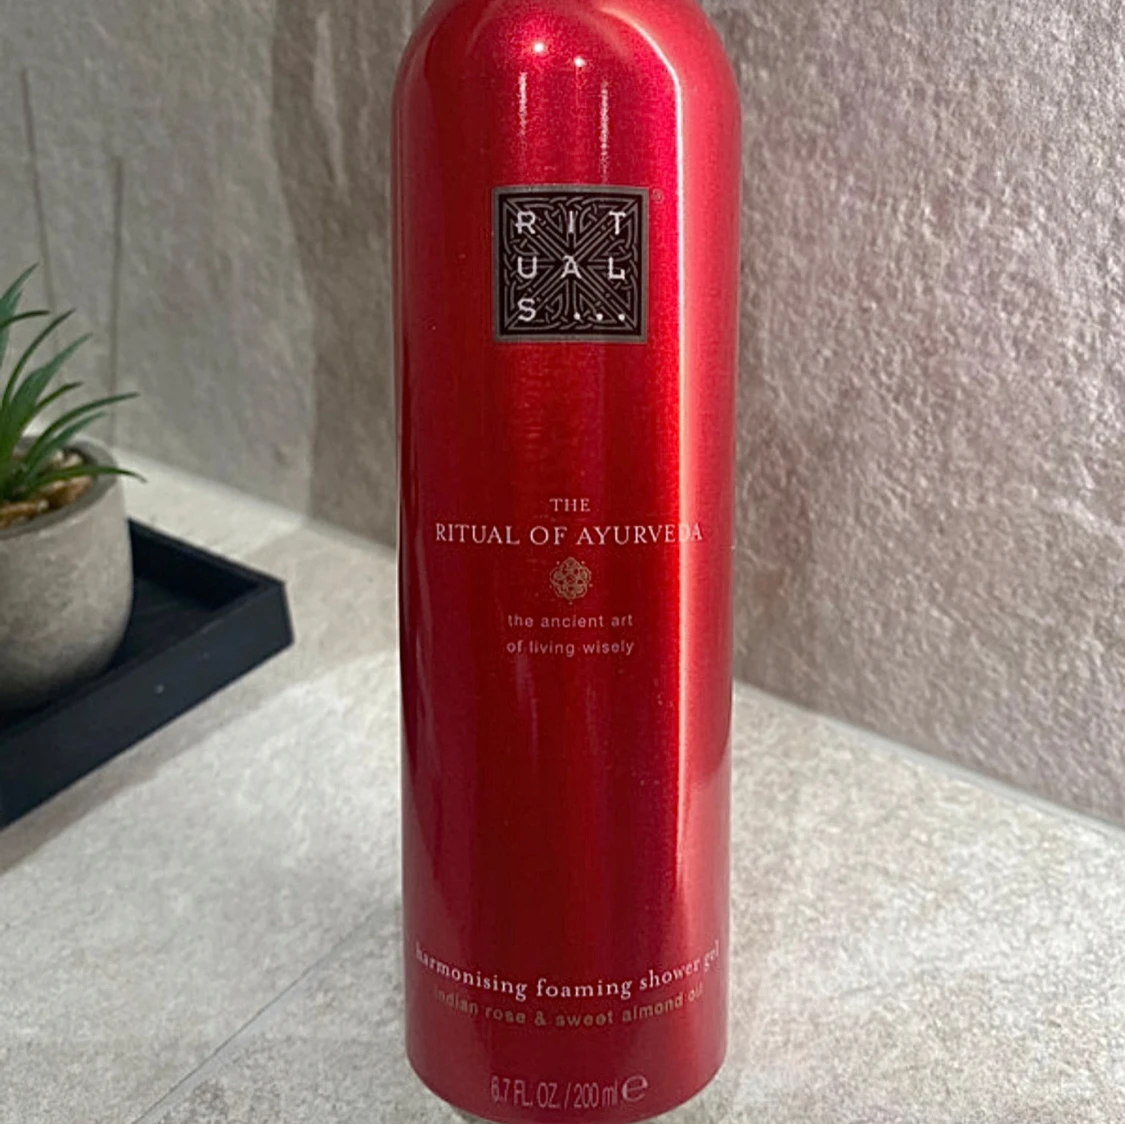 RIT
UAL
S...
®
THE
RITUAL OF AYURVEDA
the ancient art
of living wisely
harmonising foaming shower gel
indian rose & sweet almond oil
6.7 FL. OZ. / 200 ml ℮